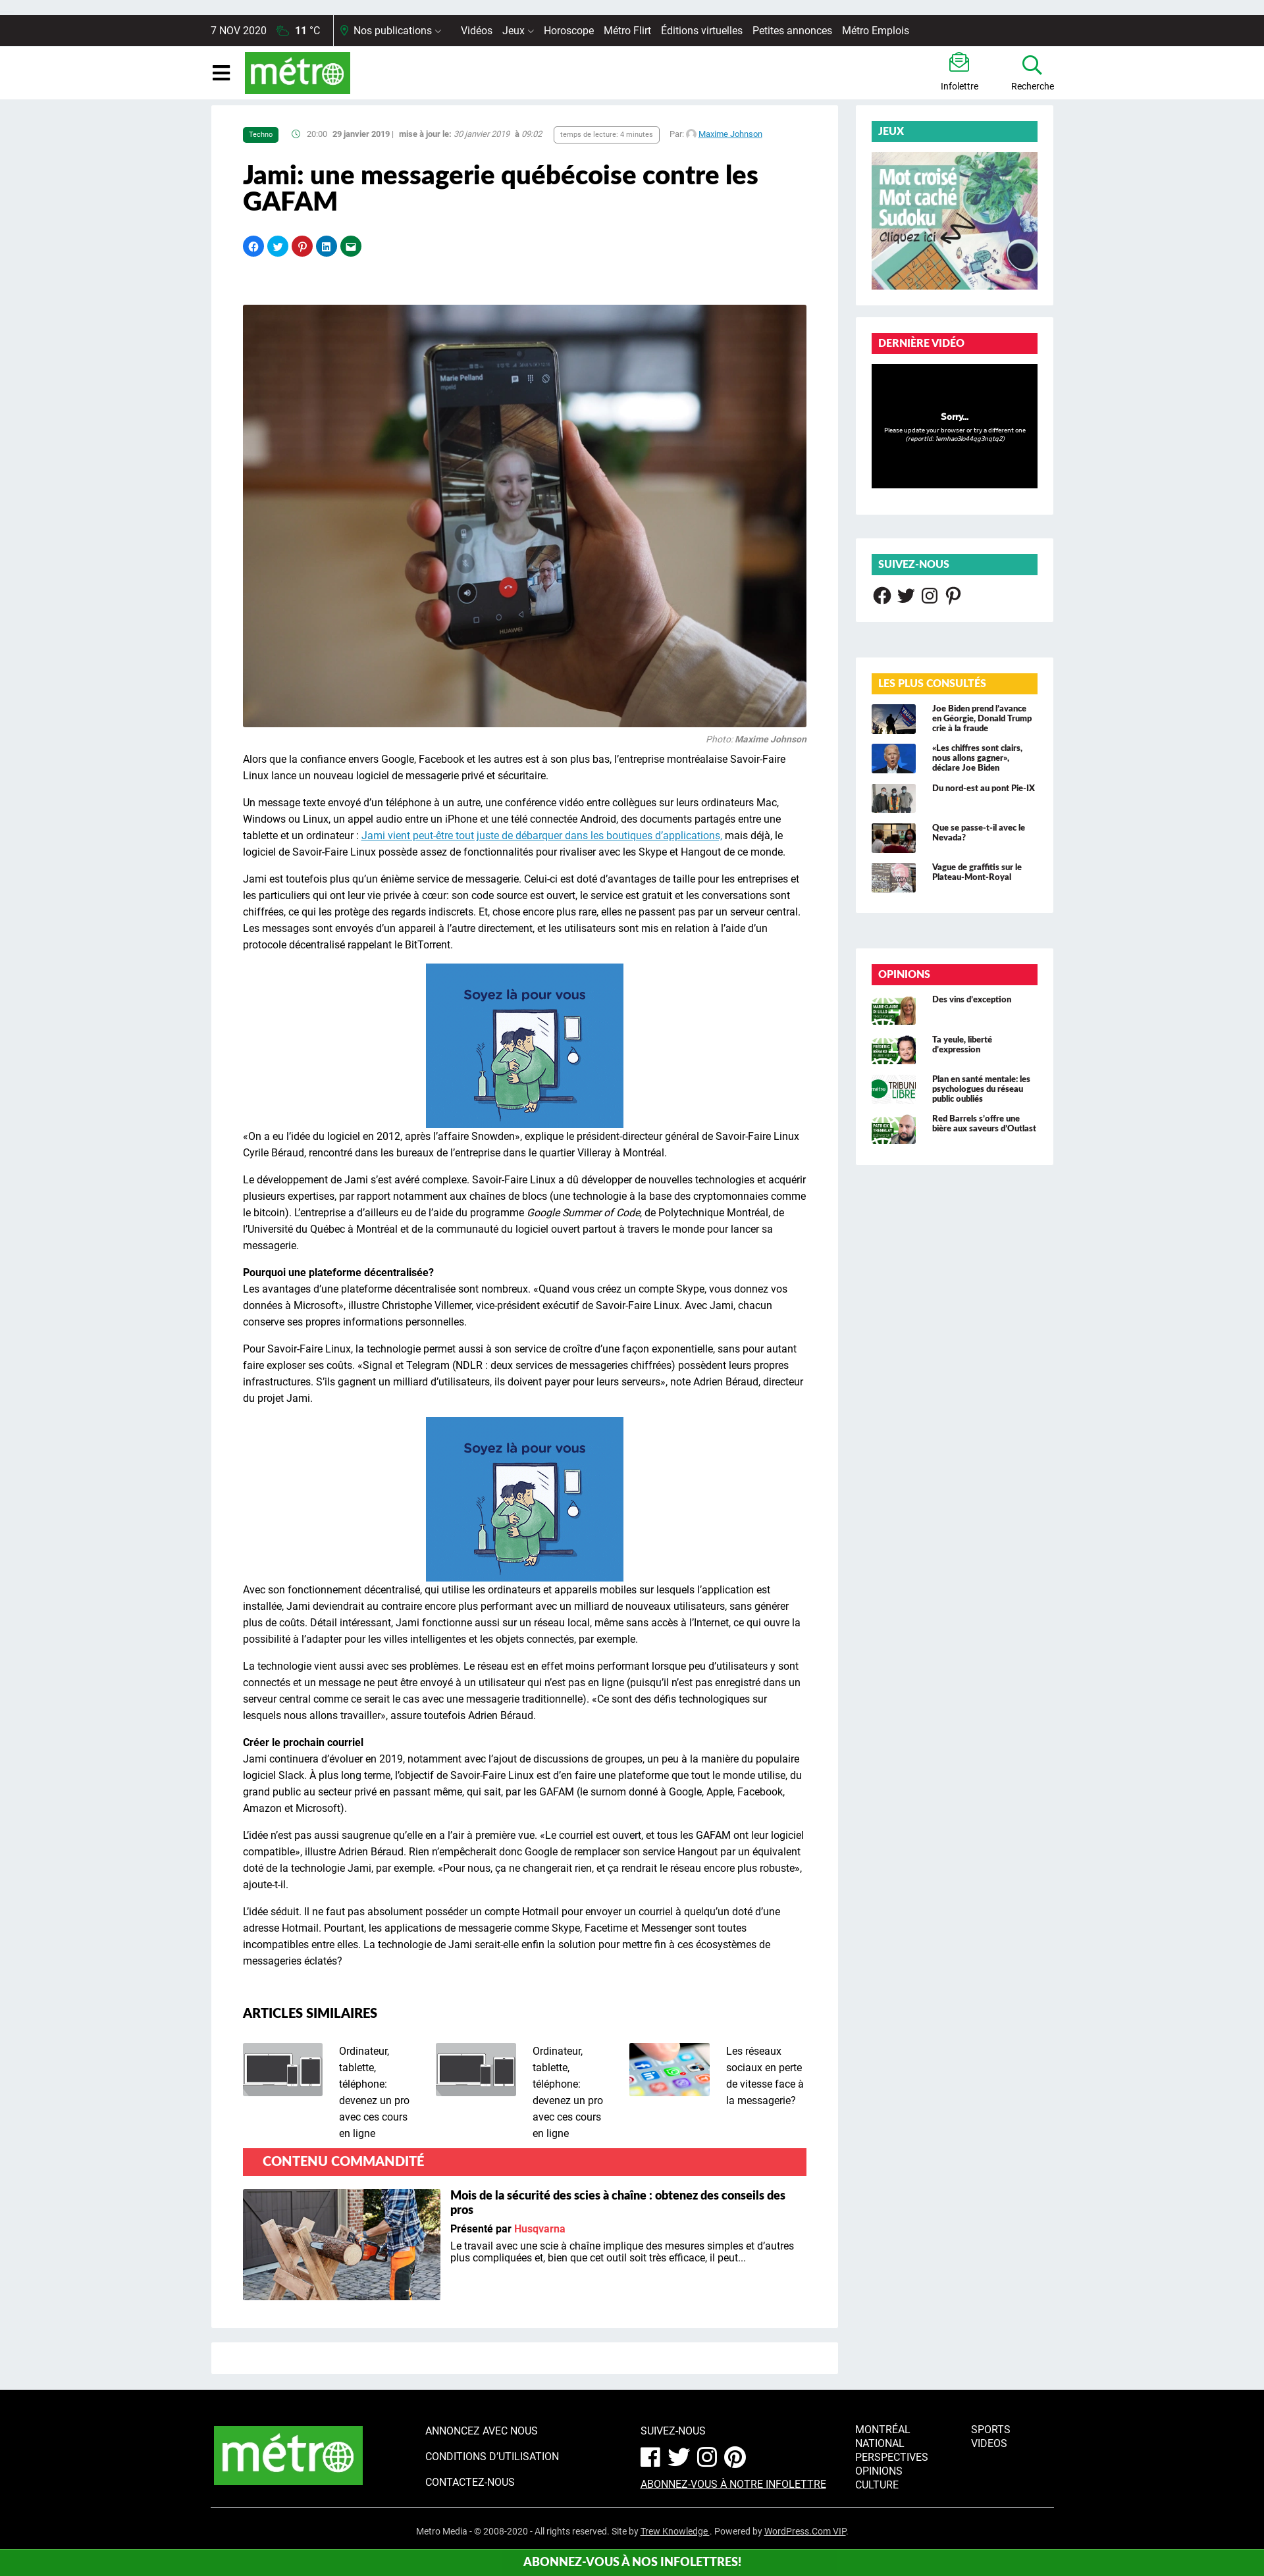 7 NOV 2020 11 °C Nos publications Vidéos Jeux Horoscope Métro Flirt Éditions virtuelles Petites annonces Métro Emplois
métro
Infolettre
Recherche
Techno 20:00 29 janvier 2019 | mise à jour le: 30 janvier 2019 à 09:02 temps de lecture: 4 minutes Par: Maxime Johnson
Jami: une messagerie québécoise contre les
GAFAM
Marie Pelland
mpeld
HUAWEI
Photo: Maxime Johnson
Alors que la confiance envers Google, Facebook et les autres est à son plus bas, l’entreprise montréalaise Savoir-Faire
Linux lance un nouveau logiciel de messagerie privé et sécuritaire.
Un message texte envoyé d’un téléphone à un autre, une conférence vidéo entre collègues sur leurs ordinateurs Mac,
Windows ou Linux, un appel audio entre un iPhone et une télé connectée Android, des documents partagés entre une
tablette et un ordinateur : Jami vient peut-être tout juste de débarquer dans les boutiques d’applications, mais déjà, le
logiciel de Savoir-Faire Linux possède assez de fonctionnalités pour rivaliser avec les Skype et Hangout de ce monde.
Jami est toutefois plus qu’un énième service de messagerie. Celui-ci est doté d’avantages de taille pour les entreprises et
les particuliers qui ont leur vie privée à cœur: son code source est ouvert, le service est gratuit et les conversations sont
chiffrées, ce qui les protège des regards indiscrets. Et, chose encore plus rare, elles ne passent pas par un serveur central.
Les messages sont envoyés d’un appareil à l’autre directement, et les utilisateurs sont mis en relation à l’aide d’un
protocole décentralisé rappelant le BitTorrent.
Soyez là pour vous
«On a eu l’idée du logiciel en 2012, après l’affaire Snowden», explique le président-directeur général de Savoir-Faire Linux
Cyrile Béraud, rencontré dans les bureaux de l’entreprise dans le quartier Villeray à Montréal.
Le développement de Jami s’est avéré complexe. Savoir-Faire Linux a dû développer de nouvelles technologies et acquérir
plusieurs expertises, par rapport notamment aux chaînes de blocs (une technologie à la base des cryptomonnaies comme
le bitcoin). L’entreprise a d’ailleurs eu de l’aide du programme Google Summer of Code, de Polytechnique Montréal, de
l’Université du Québec à Montréal et de la communauté du logiciel ouvert partout à travers le monde pour lancer sa
messagerie.
Pourquoi une plateforme décentralisée?
Les avantages d’une plateforme décentralisée sont nombreux. «Quand vous créez un compte Skype, vous donnez vos
données à Microsoft», illustre Christophe Villemer, vice-président exécutif de Savoir-Faire Linux. Avec Jami, chacun
conserve ses propres informations personnelles.
Pour Savoir-Faire Linux, la technologie permet aussi à son service de croître d’une façon exponentielle, sans pour autant
faire exploser ses coûts. «Signal et Telegram (NDLR : deux services de messageries chiffrées) possèdent leurs propres
infrastructures. S’ils gagnent un milliard d’utilisateurs, ils doivent payer pour leurs serveurs», note Adrien Béraud, directeur
du projet Jami.
Soyez là pour vous
Avec son fonctionnement décentralisé, qui utilise les ordinateurs et appareils mobiles sur lesquels l’application est
installée, Jami deviendrait au contraire encore plus performant avec un milliard de nouveaux utilisateurs, sans générer
plus de coûts. Détail intéressant, Jami fonctionne aussi sur un réseau local, même sans accès à l’Internet, ce qui ouvre la
possibilité à l’adapter pour les villes intelligentes et les objets connectés, par exemple.
La technologie vient aussi avec ses problèmes. Le réseau est en effet moins performant lorsque peu d’utilisateurs y sont
connectés et un message ne peut être envoyé à un utilisateur qui n’est pas en ligne (puisqu’il n’est pas enregistré dans un
serveur central comme ce serait le cas avec une messagerie traditionnelle). «Ce sont des défis technologiques sur
lesquels nous allons travailler», assure toutefois Adrien Béraud.
Créer le prochain courriel
Jami continuera d’évoluer en 2019, notamment avec l’ajout de discussions de groupes, un peu à la manière du populaire
logiciel Slack. À plus long terme, l’objectif de Savoir-Faire Linux est d’en faire une plateforme que tout le monde utilise, du
grand public au secteur privé en passant même, qui sait, par les GAFAM (le surnom donné à Google, Apple, Facebook,
Amazon et Microsoft).
L’idée n’est pas aussi saugrenue qu’elle en a l’air à première vue. «Le courriel est ouvert, et tous les GAFAM ont leur logiciel
compatible», illustre Adrien Béraud. Rien n’empêcherait donc Google de remplacer son service Hangout par un équivalent
doté de la technologie Jami, par exemple. «Pour nous, ça ne changerait rien, et ça rendrait le réseau encore plus robuste»,
ajoute-t-il.
L’idée séduit. Il ne faut pas absolument posséder un compte Hotmail pour envoyer un courriel à quelqu’un doté d’une
adresse Hotmail. Pourtant, les applications de messagerie comme Skype, Facetime et Messenger sont toutes
incompatibles entre elles. La technologie de Jami serait-elle enfin la solution pour mettre fin à ces écosystèmes de
messageries éclatés?
ARTICLES SIMILAIRES
Ordinateur,
tablette,
téléphone:
devenez un pro
avec ces cours
en ligne
Ordinateur,
tablette,
téléphone:
devenez un pro
avec ces cours
en ligne
Les réseaux
sociaux en perte
de vitesse face à
la messagerie?
CONTENU COMMANDITÉ
Mois de la sécurité des scies à chaîne : obtenez des conseils des
pros
Présenté par Husqvarna
Le travail avec une scie à chaîne implique des mesures simples et d’autres
plus compliquées et, bien que cet outil soit très efficace, il peut...
JEUX
Mot croisé
Mot caché
Sudoku
Cliquez ici
DERNIÈRE VIDÉO
Sorry...
Please update your browser or try a different one
(reportId: 1emhao3lo44qg3nqtq2)
SUIVEZ-NOUS
LES PLUS CONSULTÉS
Joe Biden prend l’avance
en Géorgie, Donald Trump
crie à la fraude
«Les chiffres sont clairs,
nous allons gagner»,
déclare Joe Biden
Du nord-est au pont Pie-IX
Que se passe-t-il avec le
Nevada?
Vague de graffitis sur le
Plateau-Mont-Royal
OPINIONS
Des vins d’exception
Ta yeule, liberté
d’expression
métro TRIBUN
LIBRE
Plan en santé mentale: les
psychologues du réseau
public oubliés
Red Barrels s’offre une
bière aux saveurs d’Outlast
métro
ANNONCEZ AVEC NOUS
CONDITIONS D’UTILISATION
CONTACTEZ-NOUS
SUIVEZ-NOUS
ABONNEZ-VOUS À NOTRE INFOLETTRE
MONTRÉAL
NATIONAL
PERSPECTIVES
OPINIONS
CULTURE
SPORTS
VIDEOS
Metro Media - © 2008-2020 - All rights reserved. Site by Trew Knowledge . Powered by WordPress.Com VIP.
ABONNEZ-VOUS À NOS INFOLETTRES!